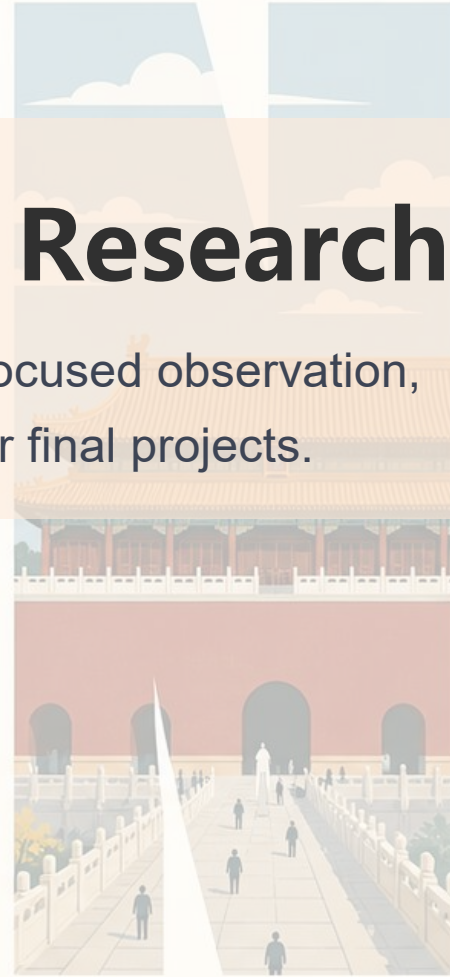 Research
ocused observation,
r final projects.